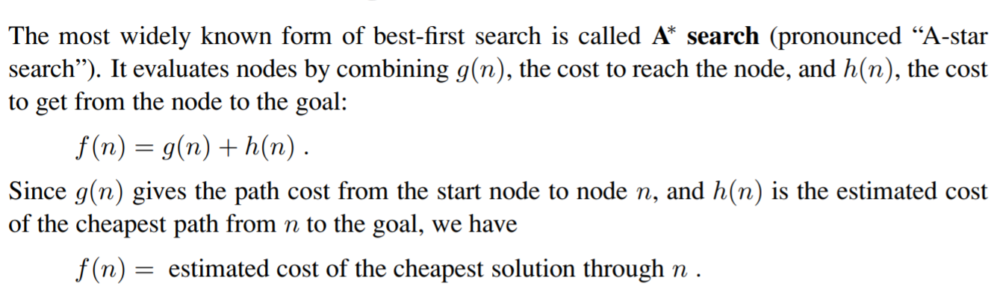 The most widely known form of best-first search is called A* search (pronounced “A-star
search”). It evaluates nodes by combining g(n), the cost to reach the node, and h(n), the cost
to get from the node to the goal:
f(n) = g(n) + h(n) .
Since g(n) gives the path cost from the start node to node n, and h(n) is the estimated cost
of the cheapest path from n to the goal, we have
f(n) = estimated cost of the cheapest solution through n .